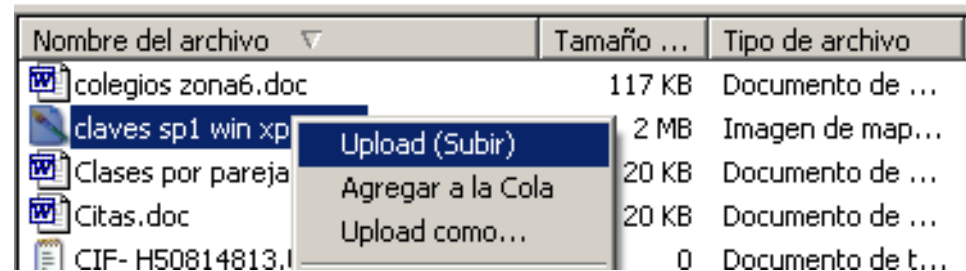 Nombre del archivo Tamaño ... Tipo de archivo
colegios zona6.doc 117 KB Documento de ...
claves sp1 win xp 2 MB Imagen de map...
Upload (Subir)
Clases por pareja 20 KB Documento de ...
Agregar a la Cola
Citas.doc 20 KB Documento de ...
Upload como...
CIF- H50814813. 0 Documento de t...